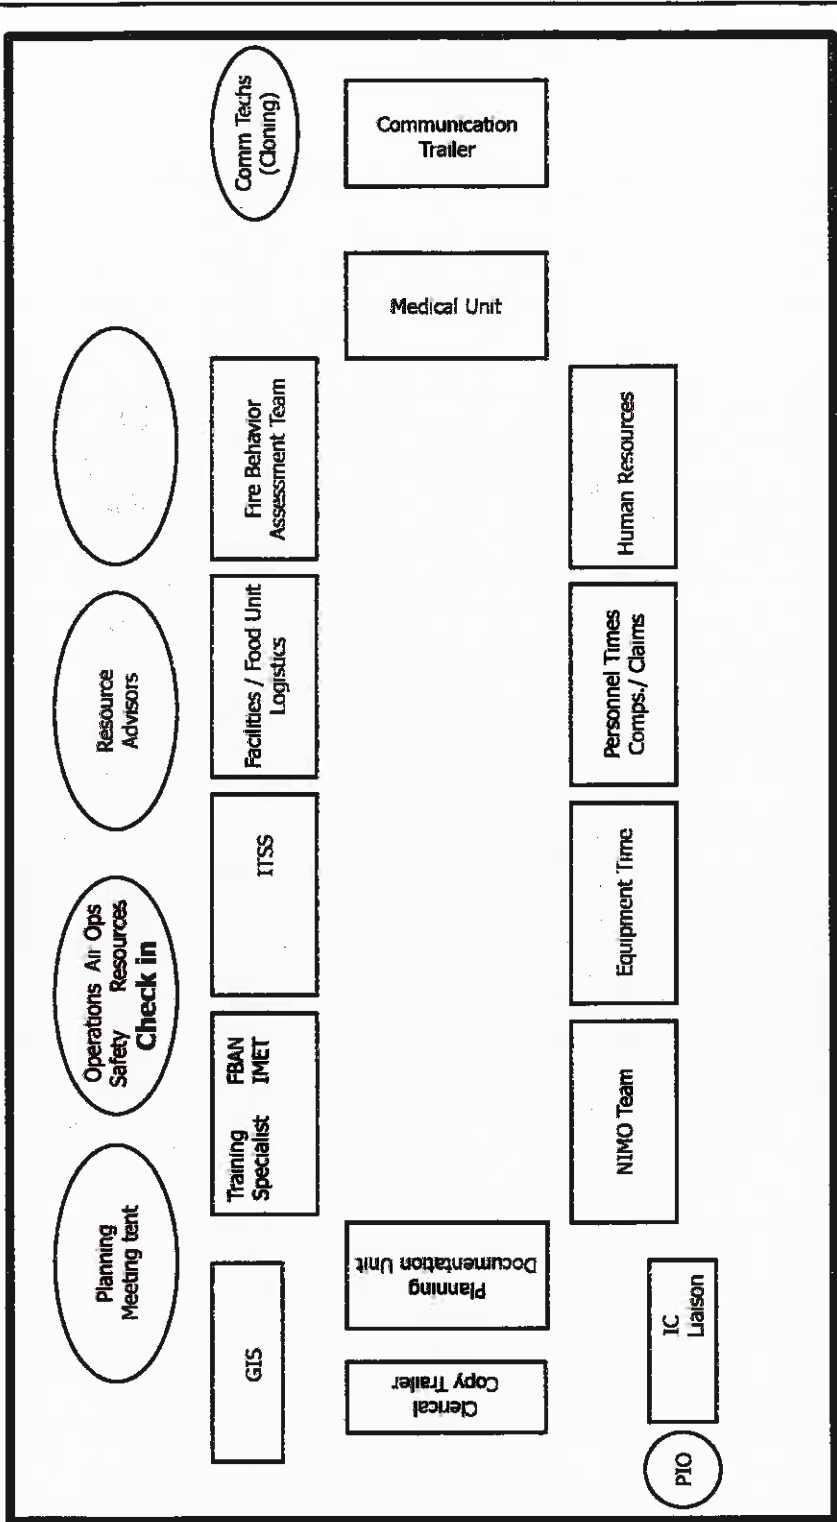 Comm Techs
(Cloning)
Communication
Trailer
Medical Unit
Fire Behavior
Assessment Team
Human Resources
Resource
Advisors
Facilities / Food Unit
Logistics
Personnel Times
Comps./ Claims
Operations Air Ops
Safety Resources
Check in
ITSS
Equipment Time
Training FBAN
Specialist IMET
NIMO Team
Planning
Meeting tent
Planning
Documentation Unit
GIS
Clerical
Copy Trailer
IC
Liaison
PIO